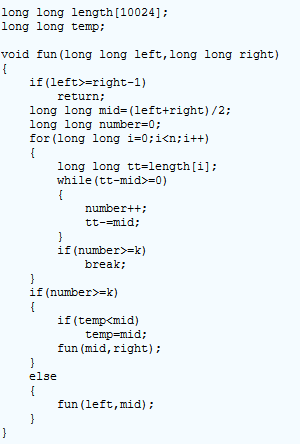 long long length[10024];
long long temp;

void fun(long long left,long long right)
{
    if(left>=right-1)
        return;
    long long mid=(left+right)/2;
    long long number=0;
    for(long long i=0;i<n;i++)
    {
        long long tt=length[i];
        while(tt-mid>=0)
        {
            number++;
            tt-=mid;
        }
        if(number>=k)
            break;
    }
    if(number>=k)
    {
        if(temp<mid)
            temp=mid;
        fun(mid,right);
    }
    else
    {
        fun(left,mid);
    }
}